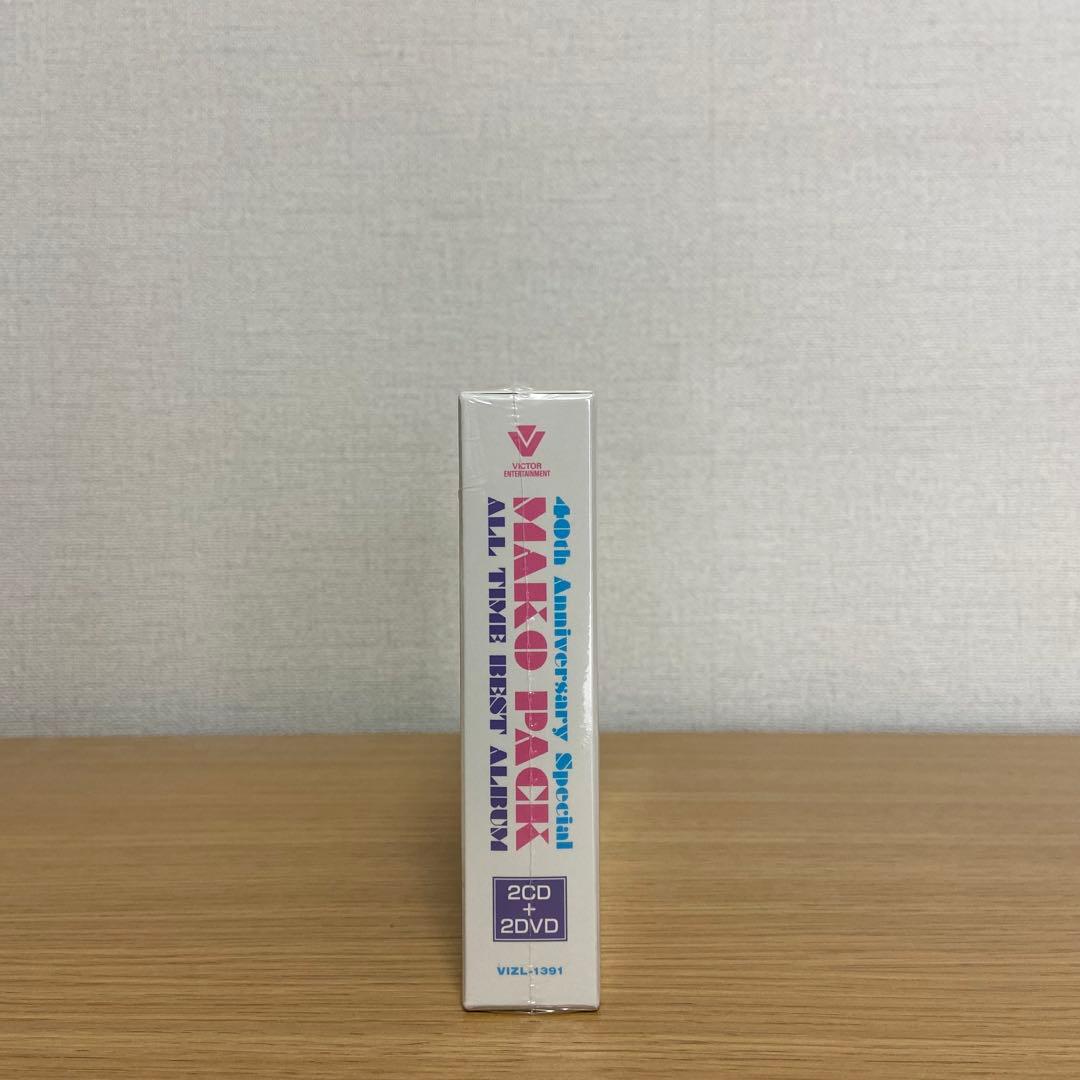 VICTOR
ENTERTAINMENT
40th Anniversary Special
MAKO PACK
ALL TIME BEST ALBUM
2CD
+
2DVD
VIZL-1391